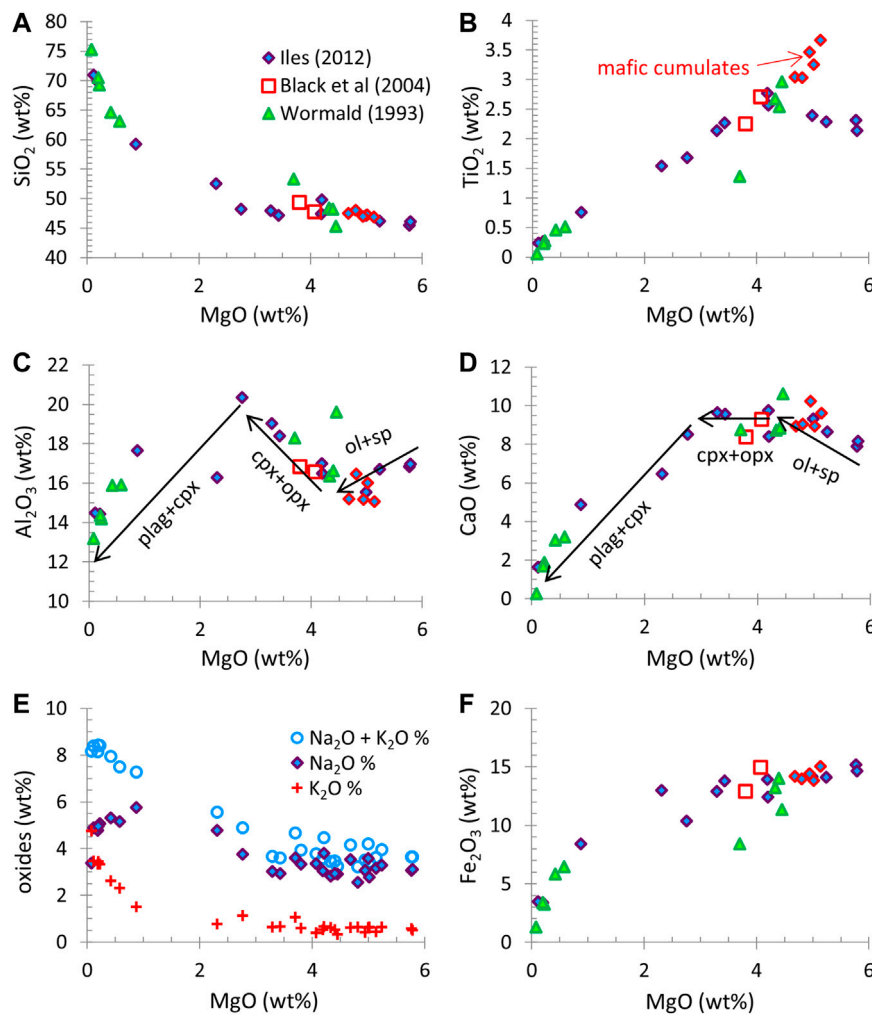 A
80
75
70
65
60
55
50
45
40
SiO2 (wt%)
Iles (2012)
Black et al (2004)
Wormald (1993)
0 2 4 6
MgO (wt%)
B
4
3.5
3
2.5
2
1.5
1
0.5
0
TiO2 (wt%)
mafic cumulates
0 2 4 6
MgO (wt%)
C
22
20
18
16
14
12
10
Al2O3 (wt%)
plag+cpx
cpx+opx
ol+sp
0 2 4 6
MgO (wt%)
D
12
10
8
6
4
2
0
CaO (wt%)
plag+cpx
cpx+opx
ol+sp
0 2 4 6
MgO (wt%)
E
10
8
6
4
2
0
oxides (wt%)
Na2O + K2O %
Na2O %
K2O %
0 2 4 6
MgO (wt%)
F
20
15
10
5
0
Fe2O3 (wt%)
0 2 4 6
MgO (wt%)